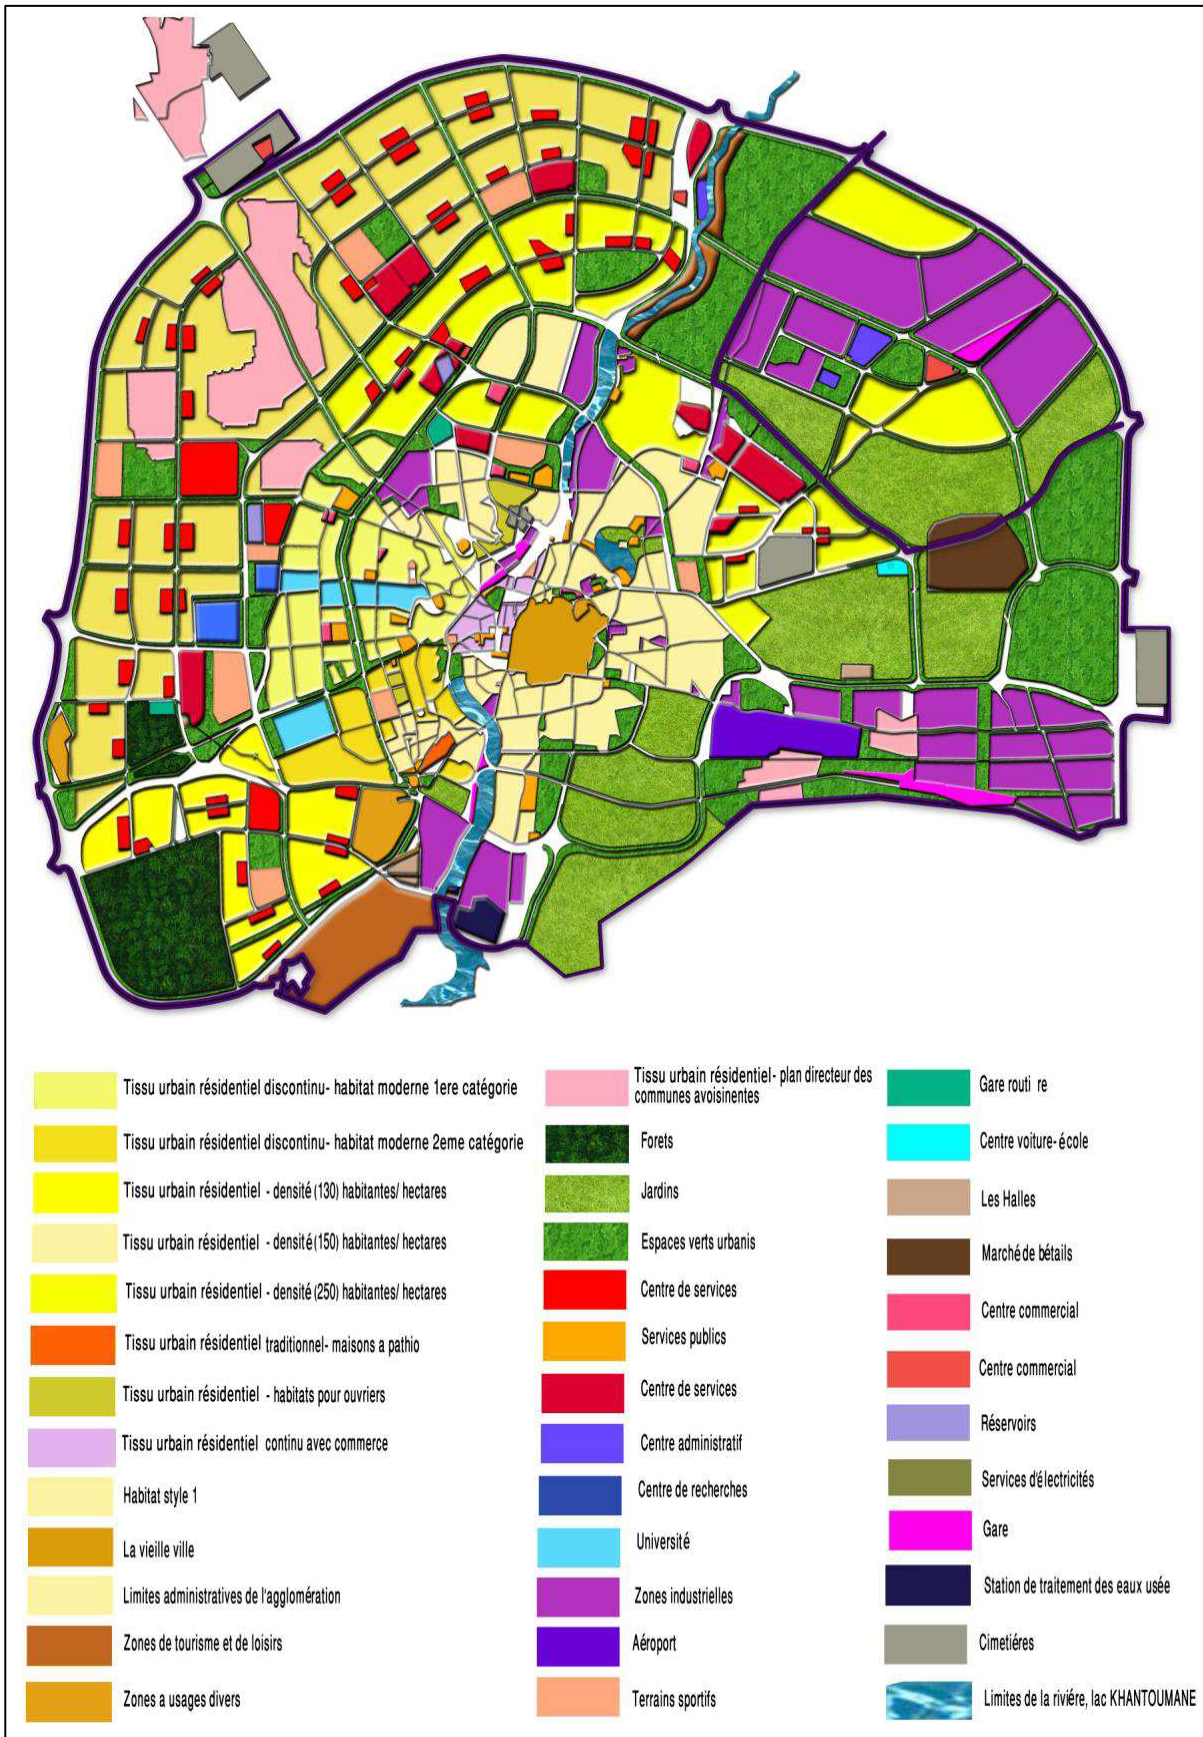 Tissu urbain résidentiel discontinu- habitat moderne 1ere catégorie
Tissu urbain résidentiel discontinu- habitat moderne 2eme catégorie
Tissu urbain résidentiel - densité (130) habitantes/ hectares
Tissu urbain résidentiel - densité (150) habitantes/ hectares
Tissu urbain résidentiel - densité (250) habitantes/ hectares
Tissu urbain résidentiel traditionnel- maisons a pathio
Tissu urbain résidentiel - habitats pour ouvriers
Tissu urbain résidentiel continu avec commerce
Habitat style 1
La vieille ville
Limites administratives de l'agglomération
Zones de tourisme et de loisirs
Zones a usages divers
Tissu urbain résidentiel- plan directeur des
communes avoisinentes
Forets
Jardins
Espaces verts urbanis
Centre de services
Services publics
Centre de services
Centre administratif
Centre de recherches
Université
Zones industrielles
Aéroport
Terrains sportifs
Gare routi re
Centre voiture- école
Les Halles
Marché de bétails
Centre commercial
Centre commercial
Réservoirs
Services d'électricités
Gare
Station de traitement des eaux usée
Cimetiéres
Limites de la riviére, lac KHANTOUMANE